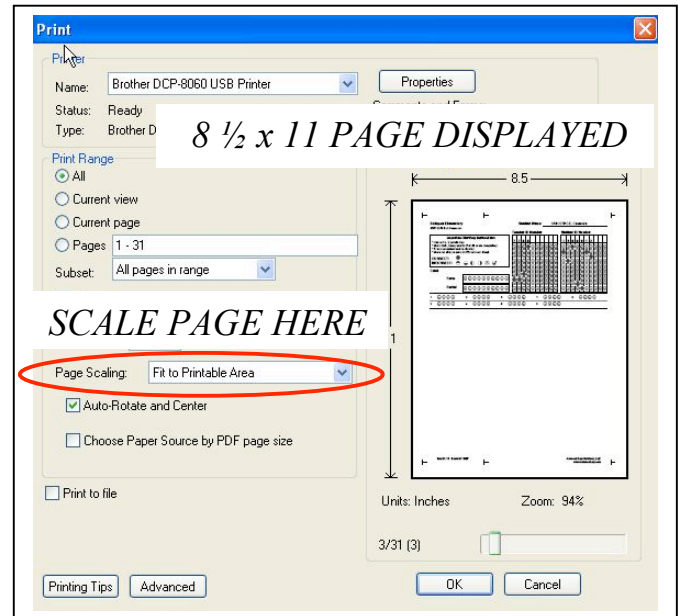 Print
Printer
Name: Brother DCP-8060 USB Printer
Properties
Status: Ready
Type: Brother D
8 ½ x 11 PAGE DISPLAYED
Print Range
All
Current view
Current page
Pages 1 - 31
Subset: All pages in range
SCALE PAGE HERE
Page Scaling: Fit to Printable Area
Auto-Rotate and Center
Choose Paper Source by PDF page size
Print to file
8.5
1
Units: Inches Zoom: 94%
3/31 (3)
Printing Tips Advanced OK Cancel